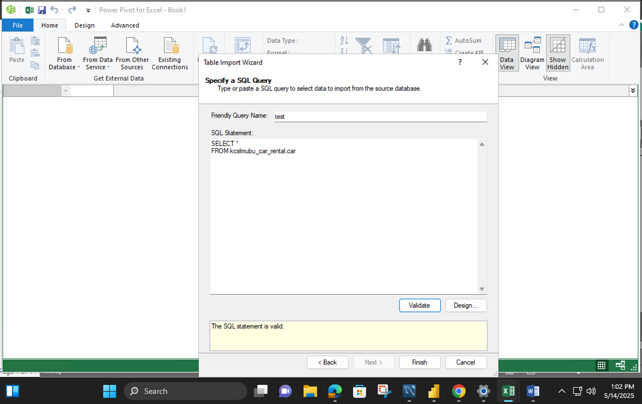 Power Pivot for Excel - Book1
File Home Design Advanced
Paste
Clipboard
From Database
From Data Service
From Other Sources
Existing Connections
Get External Data
Data Type :
Format :
AutoSum
Create KPI
Data View
Diagram View
Show Hidden
Calculation Area
View
Table Import Wizard
?
Specify a SQL Query
Type or paste a SQL query to select data to import from the source database.
Friendly Query Name: test
SQL Statement:
SELECT *
FROM kcslmubu_car_rental.car
Validate Design...
The SQL statement is valid.
< Back Next > Finish Cancel
Search
1:02 PM
5/14/2025